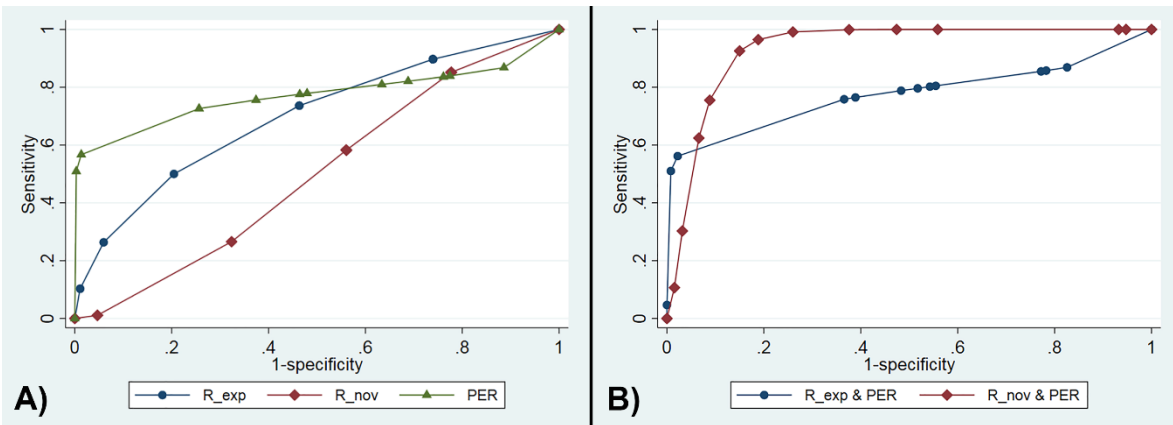 Sensitivity
0 .2 .4 .6 .8 1
0 .2 .4 .6 .8 1
1-specificity
R_exp R_nov PER
A)
Sensitivity
0 .2 .4 .6 .8 1
0 .2 .4 .6 .8 1
1-specificity
R_exp & PER R_nov & PER
B)